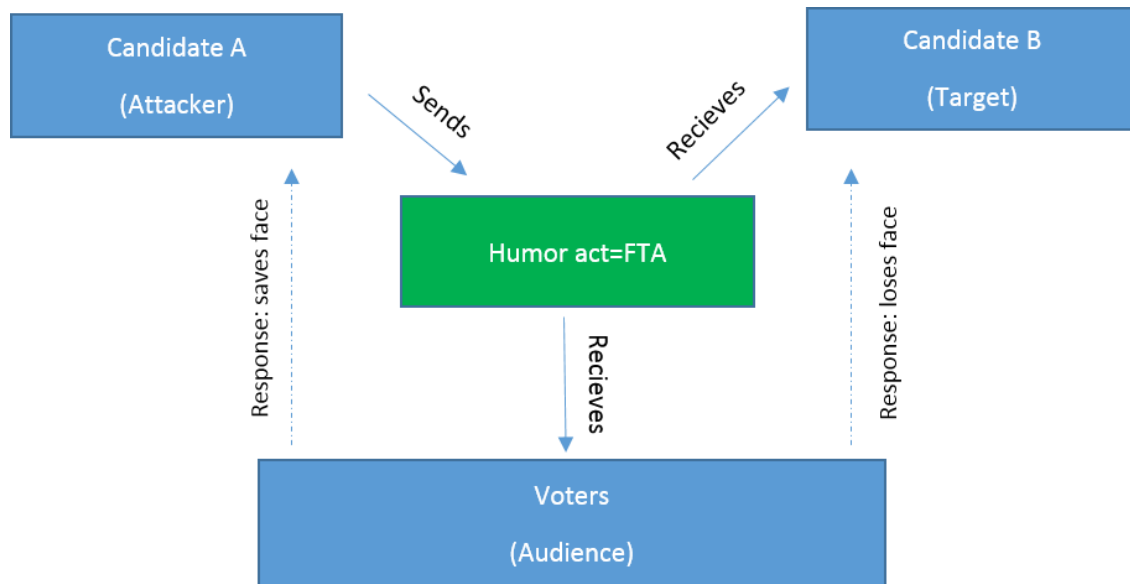 Candidate A
(Attacker)
Candidate B
(Target)
Sends
Recieves
Humor act=FTA
Response: saves face
Recieves
Response: loses face
Voters
(Audience)